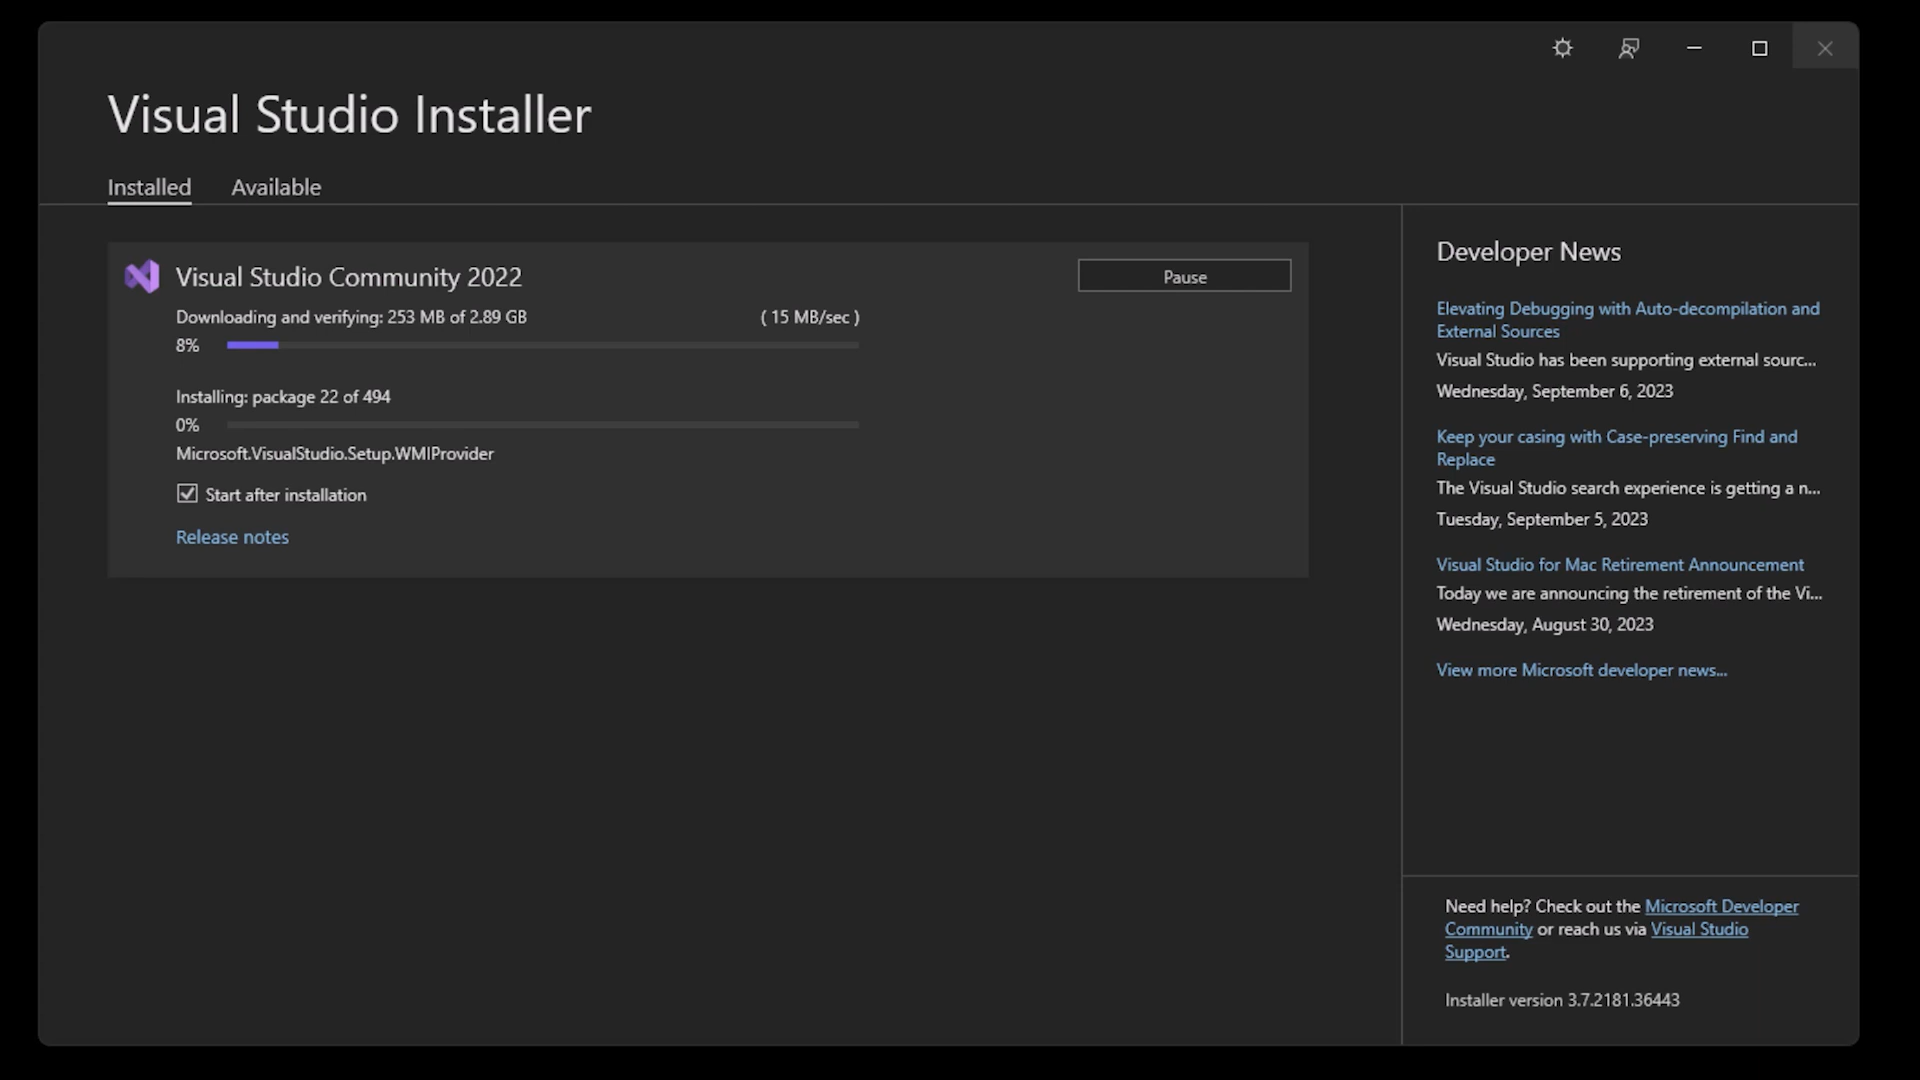 Visual Studio Installer
Installed
Available
Visual Studio Community 2022
Pause
Downloading and verifying: 253 MB of 2.89 GB
( 15 MB/sec )
8%
Installing: package 22 of 494
0%
Microsoft.VisualStudio.Setup.WMIProvider
Start after installation
Release notes
Developer News
Elevating Debugging with Auto-decompilation and
External Sources
Visual Studio has been supporting external sourc...
Wednesday, September 6, 2023
Keep your casing with Case-preserving Find and
Replace
The Visual Studio search experience is getting a n...
Tuesday, September 5, 2023
Visual Studio for Mac Retirement Announcement
Today we are announcing the retirement of the Vi...
Wednesday, August 30, 2023
View more Microsoft developer news...
Need help? Check out the Microsoft Developer
Community or reach us via Visual Studio
Support.
Installer version 3.7.2181.36443